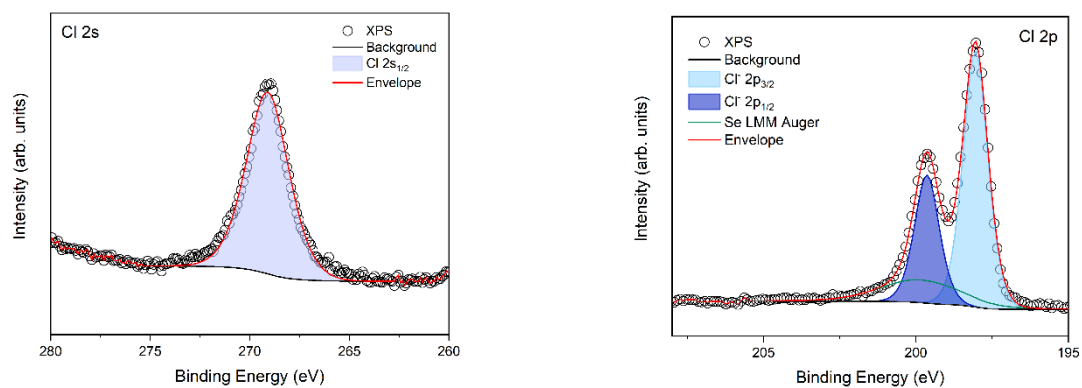 Cl 2s
XPS
Background
Cl 2s₁/₂
Envelope
Intensity (arb. units)
280
275
270
265
260
Binding Energy (eV)
Cl 2p
XPS
Background
Cl⁻ 2p₃/₂
Cl⁻ 2p₁/₂
Se LMM Auger
Envelope
Intensity (arb. units)
205
200
195
Binding Energy (eV)